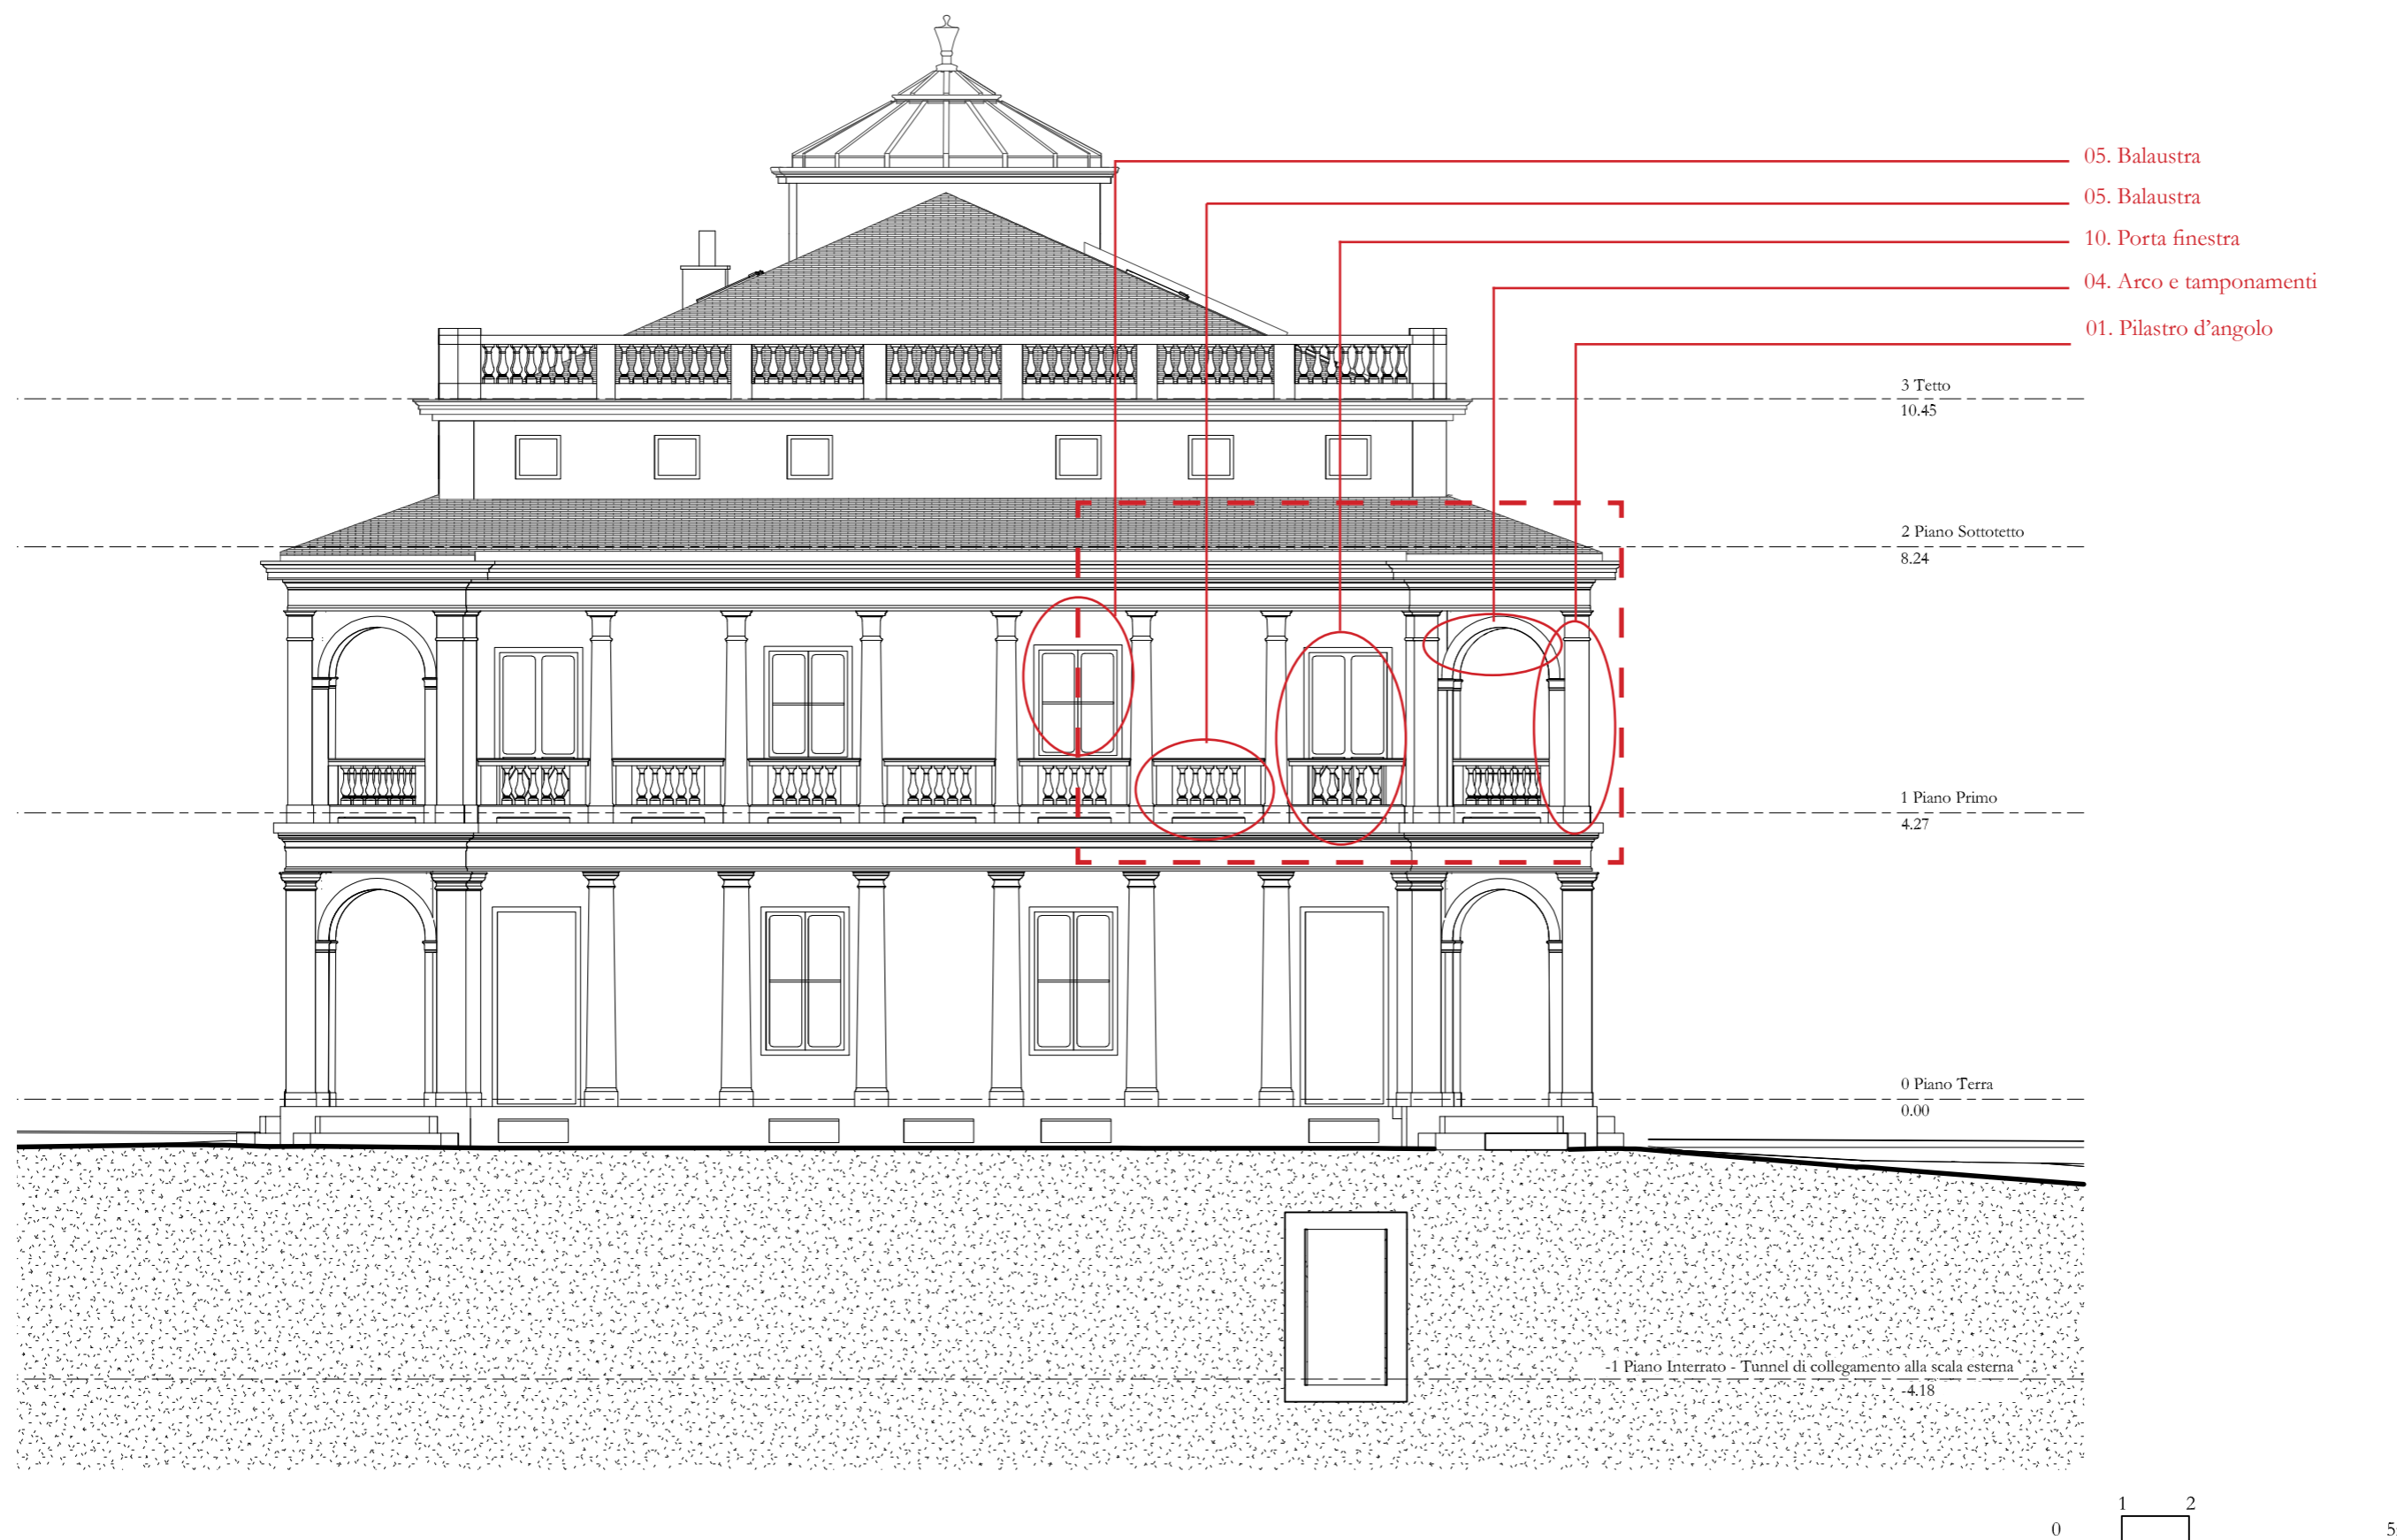 05. Balaustra
05. Balaustra
10. Porta finestra
04. Arco e tamponamenti
01. Pilastro d'angolo
3 Tetto
10.45
2 Piano Sottotetto
8.24
1 Piano Primo
4.27
0 Piano Terra
0.00
-1 Piano Interrato - Tunnel di collegamento alla scala esterna
-4.18
1 2
0 5